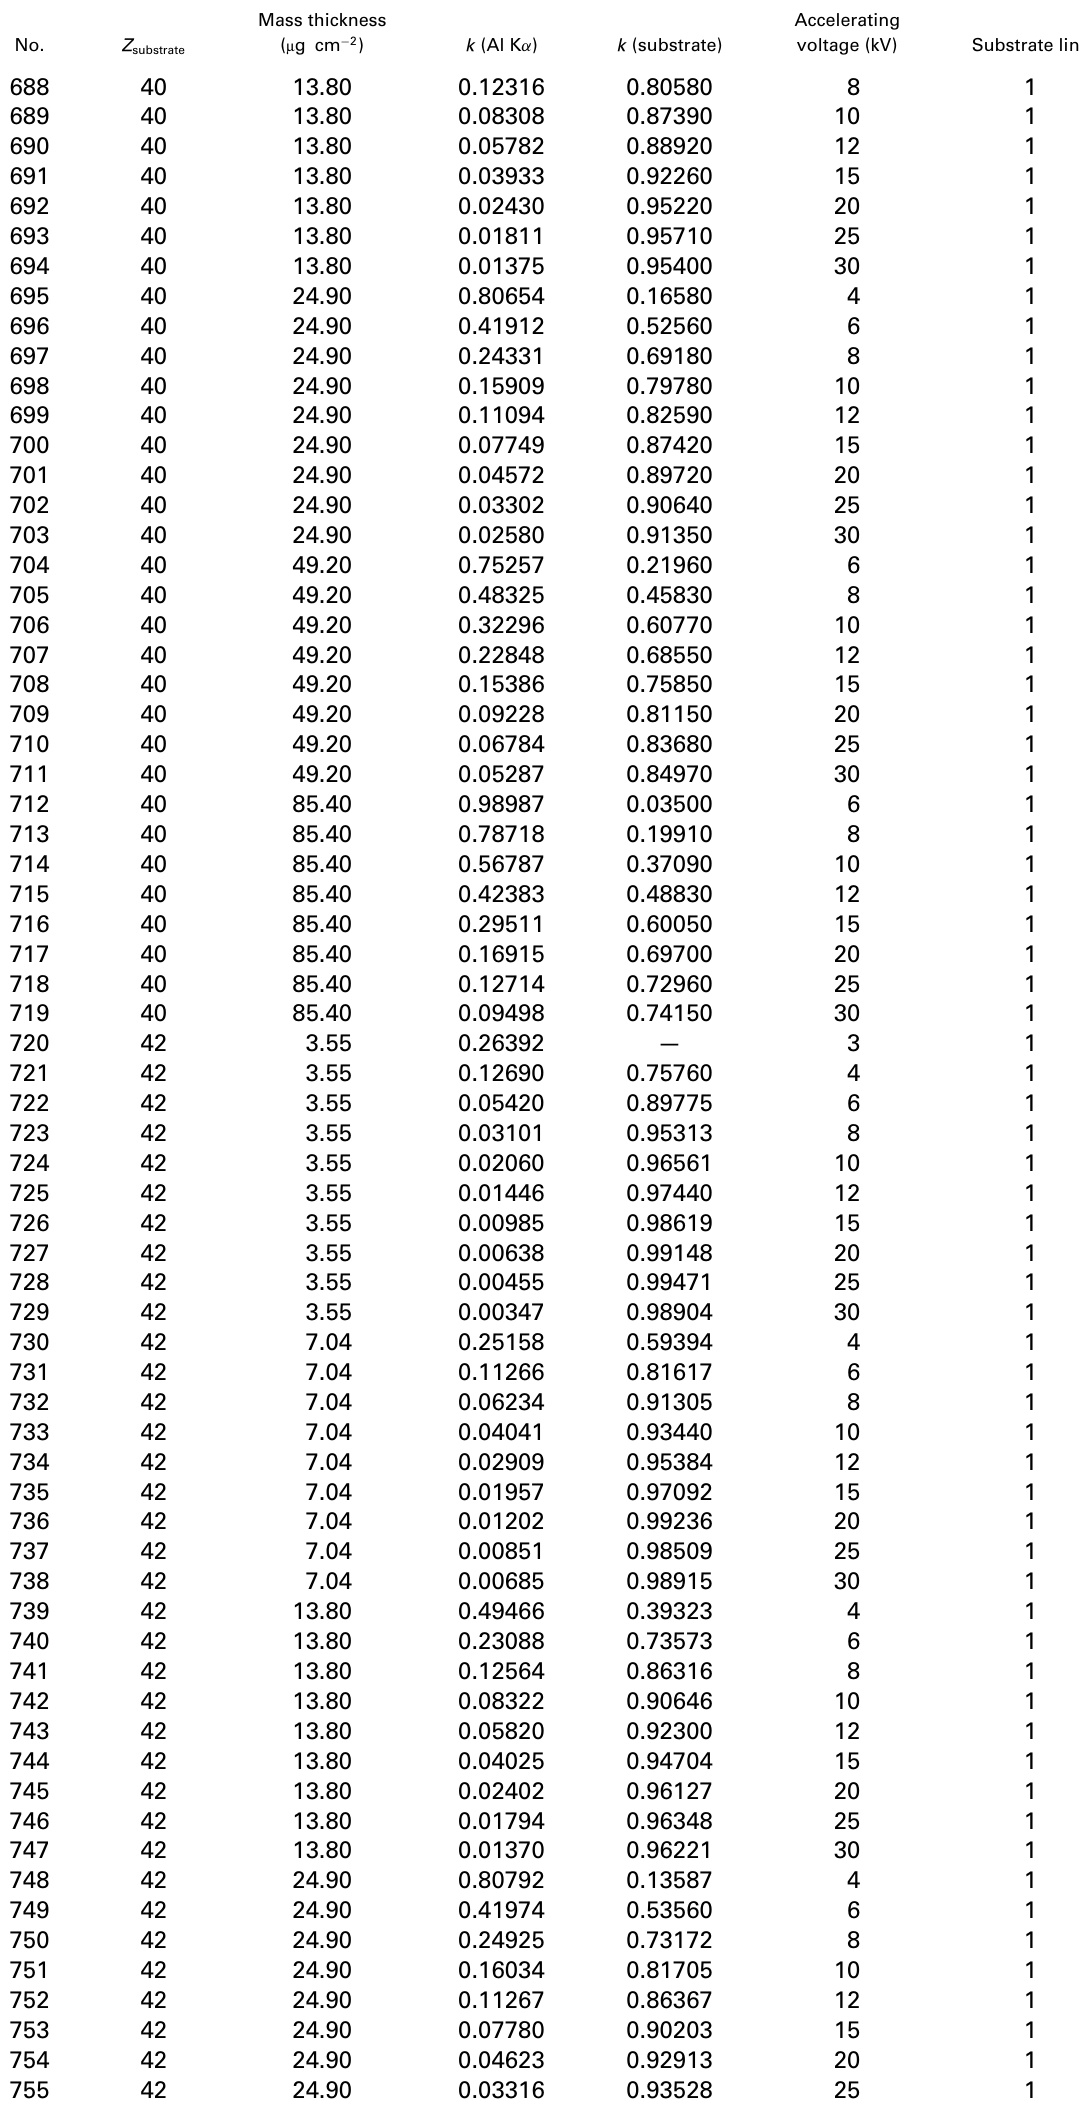 Mass thickness Accelerating
No. Zsubstrate (μg cm−2) k (Al Kα) k (substrate) voltage (kV) Substrate lin
688 40 13.80 0.12316 0.80580 8 1
689 40 13.80 0.08308 0.87390 10 1
690 40 13.80 0.05782 0.88920 12 1
691 40 13.80 0.03933 0.92260 15 1
692 40 13.80 0.02430 0.95220 20 1
693 40 13.80 0.01811 0.95710 25 1
694 40 13.80 0.01375 0.95400 30 1
695 40 24.90 0.80654 0.16580 4 1
696 40 24.90 0.41912 0.52560 6 1
697 40 24.90 0.24331 0.69180 8 1
698 40 24.90 0.15909 0.79780 10 1
699 40 24.90 0.11094 0.82590 12 1
700 40 24.90 0.07749 0.87420 15 1
701 40 24.90 0.04572 0.89720 20 1
702 40 24.90 0.03302 0.90640 25 1
703 40 24.90 0.02580 0.91350 30 1
704 40 49.20 0.75257 0.21960 6 1
705 40 49.20 0.48325 0.45830 8 1
706 40 49.20 0.32296 0.60770 10 1
707 40 49.20 0.22848 0.68550 12 1
708 40 49.20 0.15386 0.75850 15 1
709 40 49.20 0.09228 0.81150 20 1
710 40 49.20 0.06784 0.83680 25 1
711 40 49.20 0.05287 0.84970 30 1
712 40 85.40 0.98987 0.03500 6 1
713 40 85.40 0.78718 0.19910 8 1
714 40 85.40 0.56787 0.37090 10 1
715 40 85.40 0.42383 0.48830 12 1
716 40 85.40 0.29511 0.60050 15 1
717 40 85.40 0.16915 0.69700 20 1
718 40 85.40 0.12714 0.72960 25 1
719 40 85.40 0.09498 0.74150 30 1
720 42 3.55 0.26392 — 3 1
721 42 3.55 0.12690 0.75760 4 1
722 42 3.55 0.05420 0.89775 6 1
723 42 3.55 0.03101 0.95313 8 1
724 42 3.55 0.02060 0.96561 10 1
725 42 3.55 0.01446 0.97440 12 1
726 42 3.55 0.00985 0.98619 15 1
727 42 3.55 0.00638 0.99148 20 1
728 42 3.55 0.00455 0.99471 25 1
729 42 3.55 0.00347 0.98904 30 1
730 42 7.04 0.25158 0.59394 4 1
731 42 7.04 0.11266 0.81617 6 1
732 42 7.04 0.06234 0.91305 8 1
733 42 7.04 0.04041 0.93440 10 1
734 42 7.04 0.02909 0.95384 12 1
735 42 7.04 0.01957 0.97092 15 1
736 42 7.04 0.01202 0.99236 20 1
737 42 7.04 0.00851 0.98509 25 1
738 42 7.04 0.00685 0.98915 30 1
739 42 13.80 0.49466 0.39323 4 1
740 42 13.80 0.23088 0.73573 6 1
741 42 13.80 0.12564 0.86316 8 1
742 42 13.80 0.08322 0.90646 10 1
743 42 13.80 0.05820 0.92300 12 1
744 42 13.80 0.04025 0.94704 15 1
745 42 13.80 0.02402 0.96127 20 1
746 42 13.80 0.01794 0.96348 25 1
747 42 13.80 0.01370 0.96221 30 1
748 42 24.90 0.80792 0.13587 4 1
749 42 24.90 0.41974 0.53560 6 1
750 42 24.90 0.24925 0.73172 8 1
751 42 24.90 0.16034 0.81705 10 1
752 42 24.90 0.11267 0.86367 12 1
753 42 24.90 0.07780 0.90203 15 1
754 42 24.90 0.04623 0.92913 20 1
755 42 24.90 0.03316 0.93528 25 1